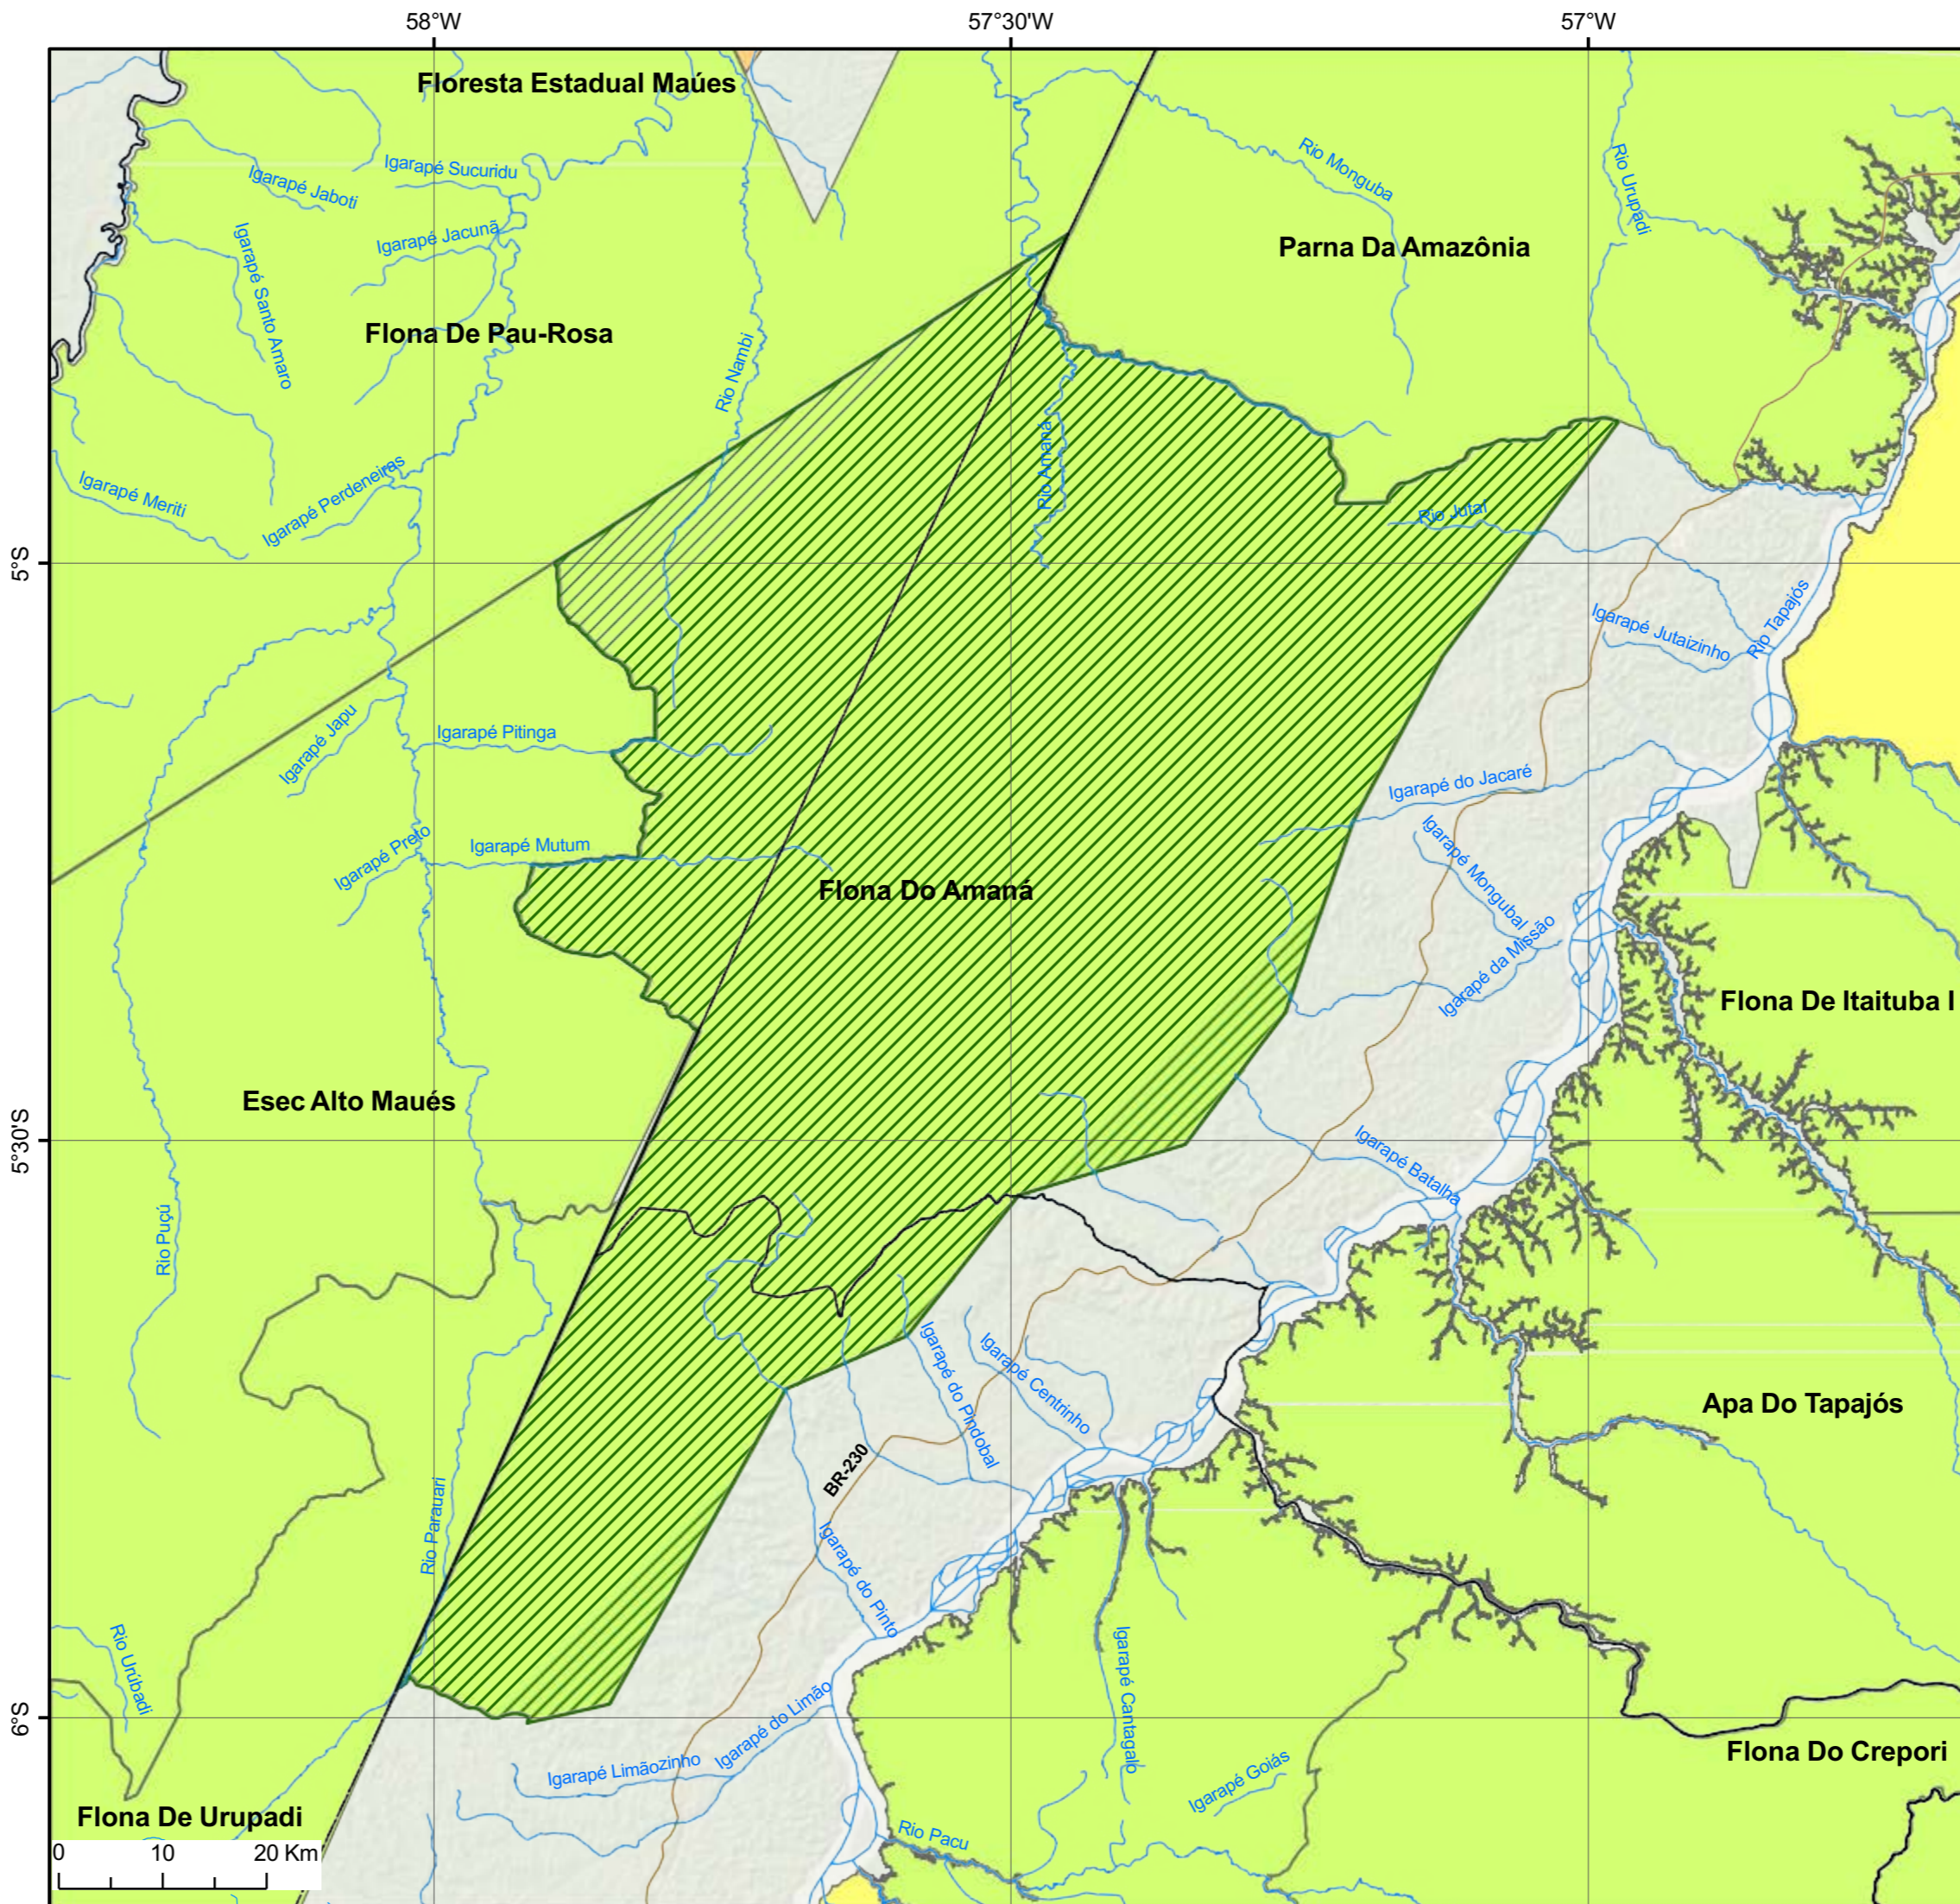 58°W
57°30'W
57°W
Floresta Estadual Maúes
Igarapé Sucuridu
Igarapé Jaboti
Rio Monguba
Rio Urupadi
Igarapé Jacunã
Igarapé Santo Amaro
Parna Da Amazônia
Flona De Pau-Rosa
Rio Nambi
Rio Amaná
Igarapé Meriti
Igarapé Perdeneiras
Rio Jutaí
5°S
Igarapé Jutaizinho
Rio Tapajós
Igarapé Japu
Igarapé Pitinga
Igarapé do Jacaré
Igarapé Preto
Igarapé Mutum
Igarapé Mongubal
Flona Do Amaná
Igarapé da Missão
Flona De Itaituba I
Esec Alto Maués
5°30'S
Igarapé Batalha
Rio Puçú
Igarapé do Pindobal
Igarapé Centrinho
Apa Do Tapajós
BR-230
Rio Parauari
Igarapé do Pinto
Rio Urúbadi
Igarapé Cantagalo
6°S
Igarapé do Limão
Igarapé Limãozinho
Igarapé Goiás
Flona Do Crepori
Flona De Urupadi
Rio Pacu
0 10 20 Km